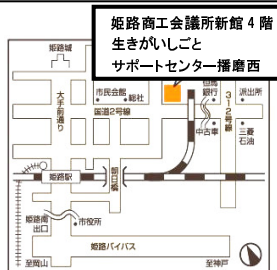 姫路商工会議所新館4階
生きがいしごと
サポートセンター播磨西
姫路城
大手前通り
市民会館
総社
国道2号線
銀行
派出所
312号線
中古車
三菱
石油
朝日橋
姫路駅
姫路南
出口
市役所
姫路バイパス
至岡山
至神戸